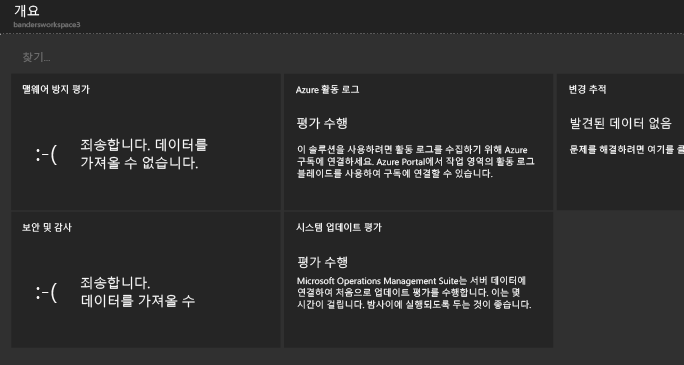 개요
bandersworkspace3
찾기...
맬웨어 방지 평가
:-(
죄송합니다. 데이터를
가져올 수 없습니다.
Azure 활동 로그
평가 수행
이 솔루션을 사용하려면 활동 로그를 수집하기 위해 Azure
구독에 연결하세요. Azure Portal에서 작업 영역의 활동 로그
블레이드를 사용하여 구독에 연결할 수 있습니다.
변경 추적
발견된 데이터 없음
문제를 해결하려면 여기를 클
보안 및 감사
:-(
죄송합니다.
데이터를 가져올 수
시스템 업데이트 평가
평가 수행
Microsoft Operations Management Suite는 서버 데이터에
연결하여 처음으로 업데이트 평가를 수행합니다. 이는 몇
시간이 걸립니다. 밤사이에 실행되도록 두는 것이 좋습니다.